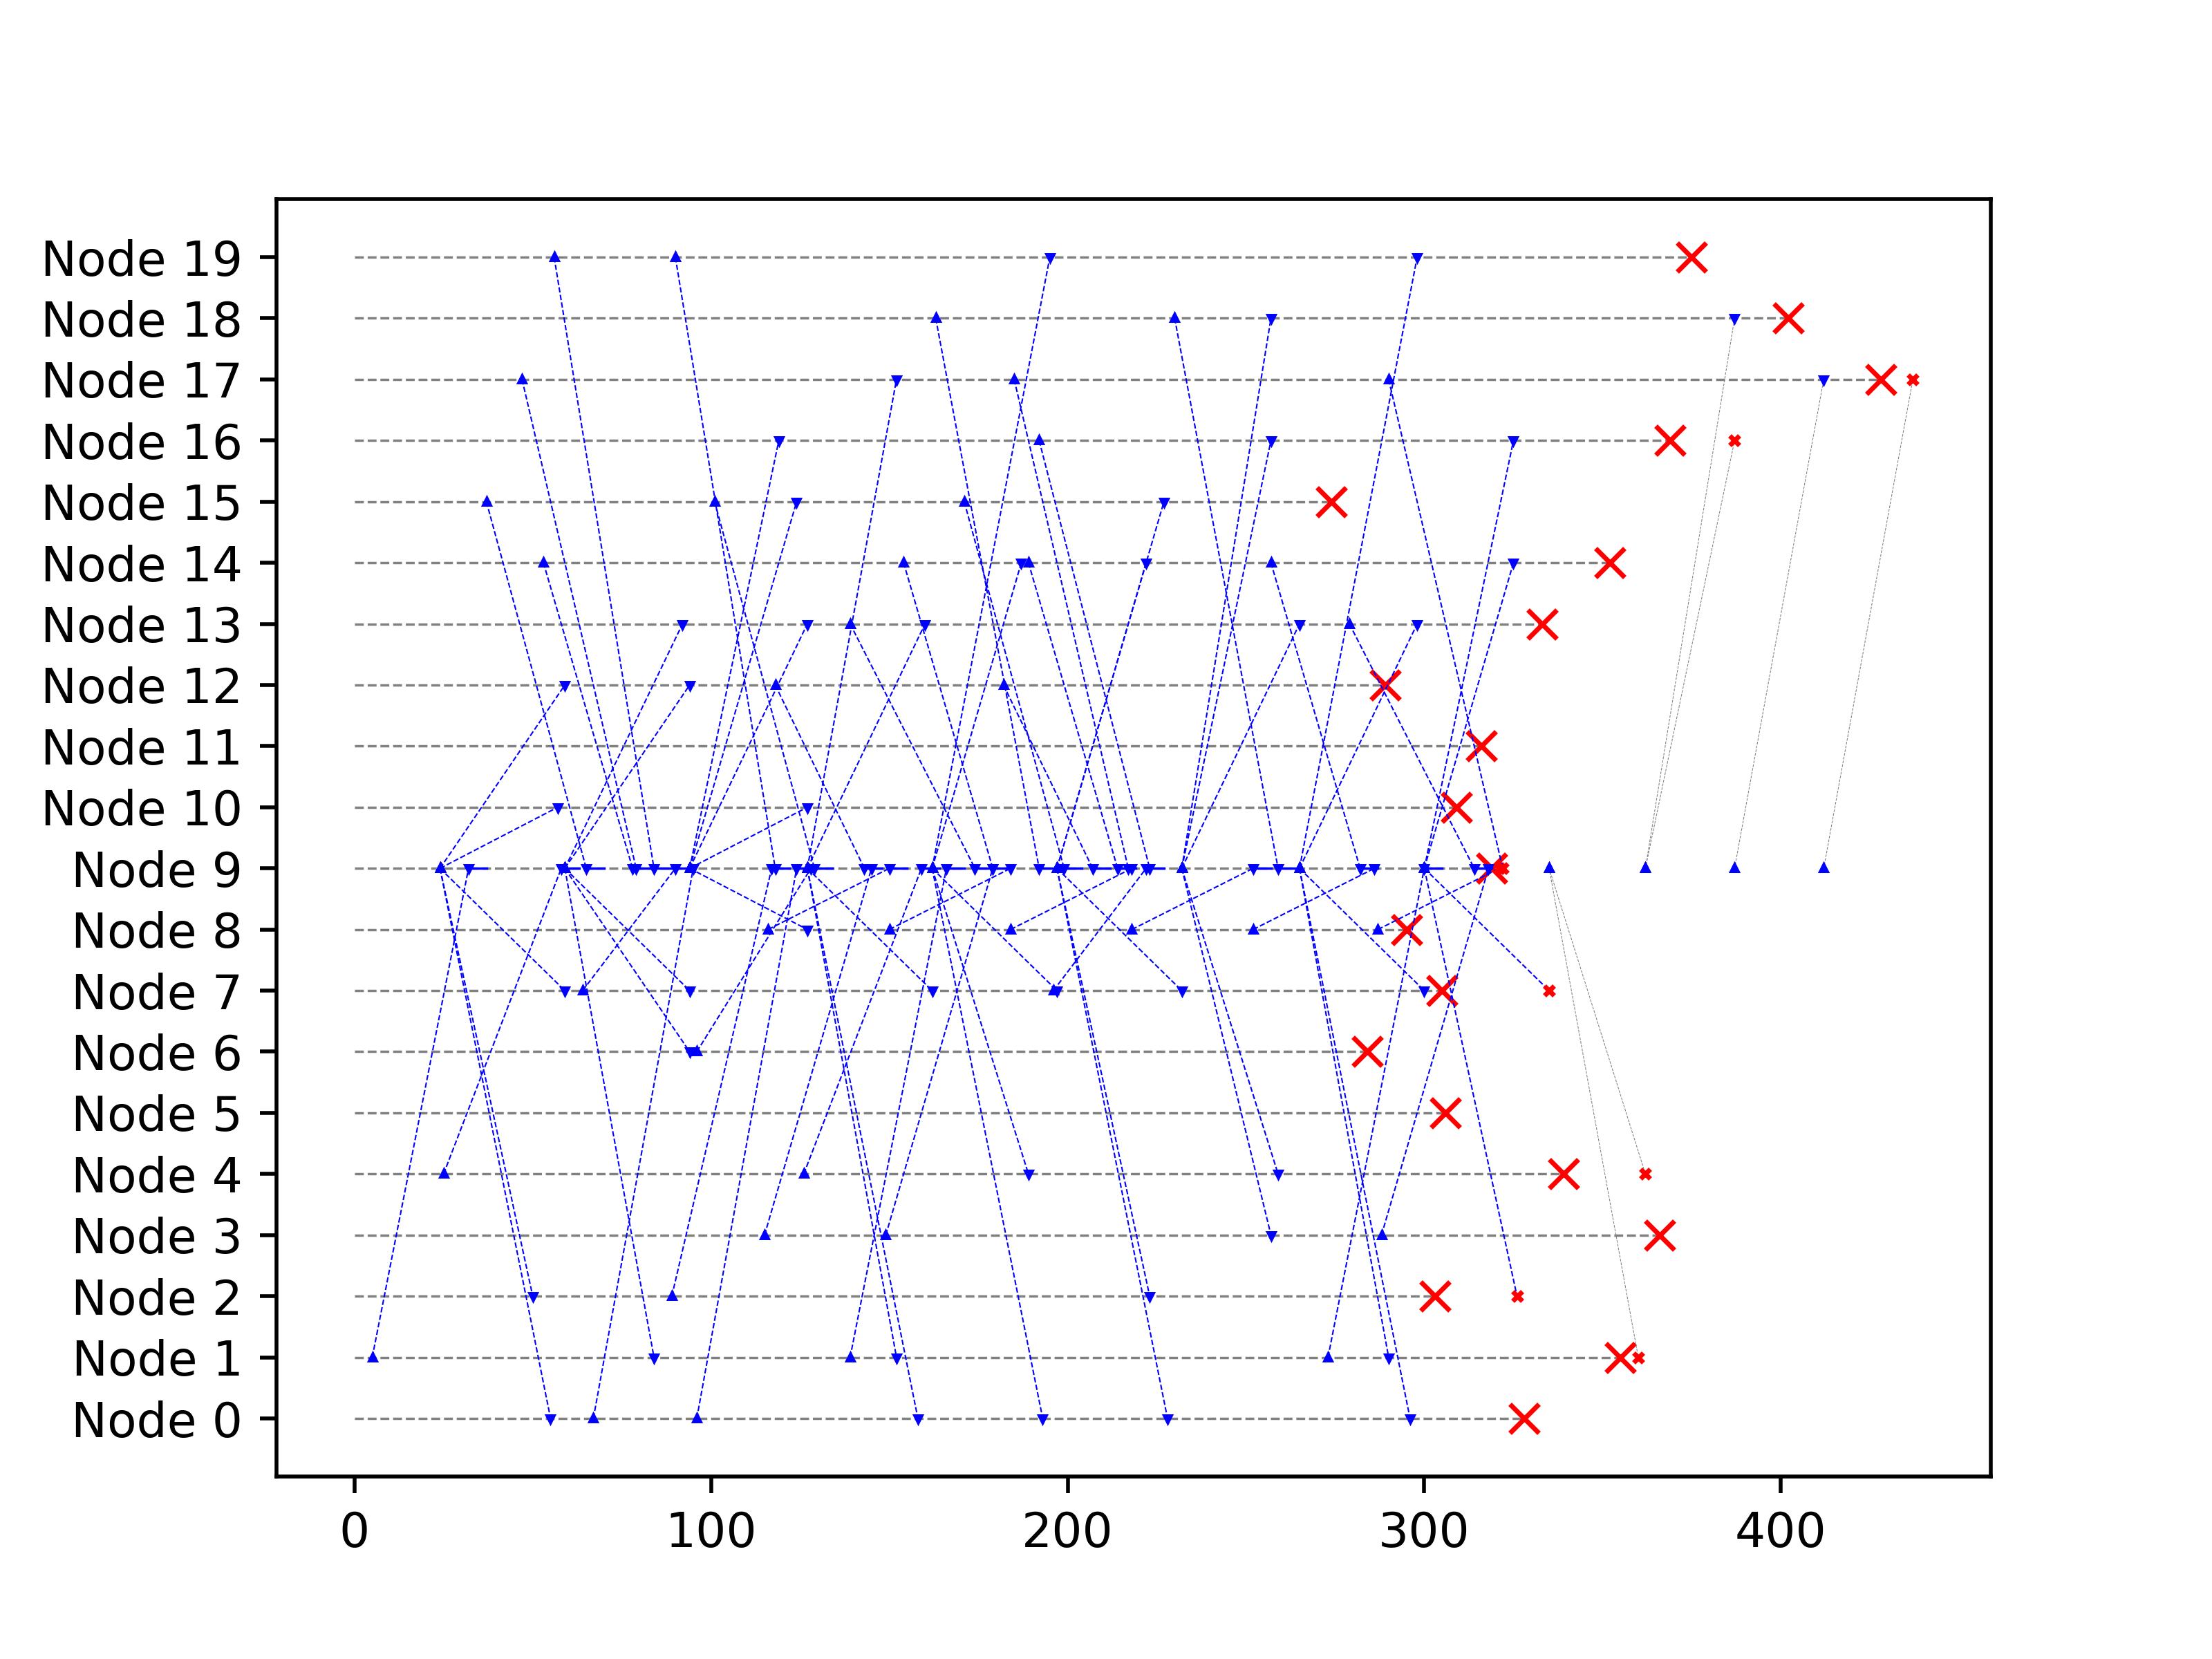 Node 19
Node 18
Node 17
Node 16
Node 15
Node 14
Node 13
Node 12
Node 11
Node 10
Node 9
Node 8
Node 7
Node 6
Node 5
Node 4
Node 3
Node 2
Node 1
Node 0
0 100 200 300 400